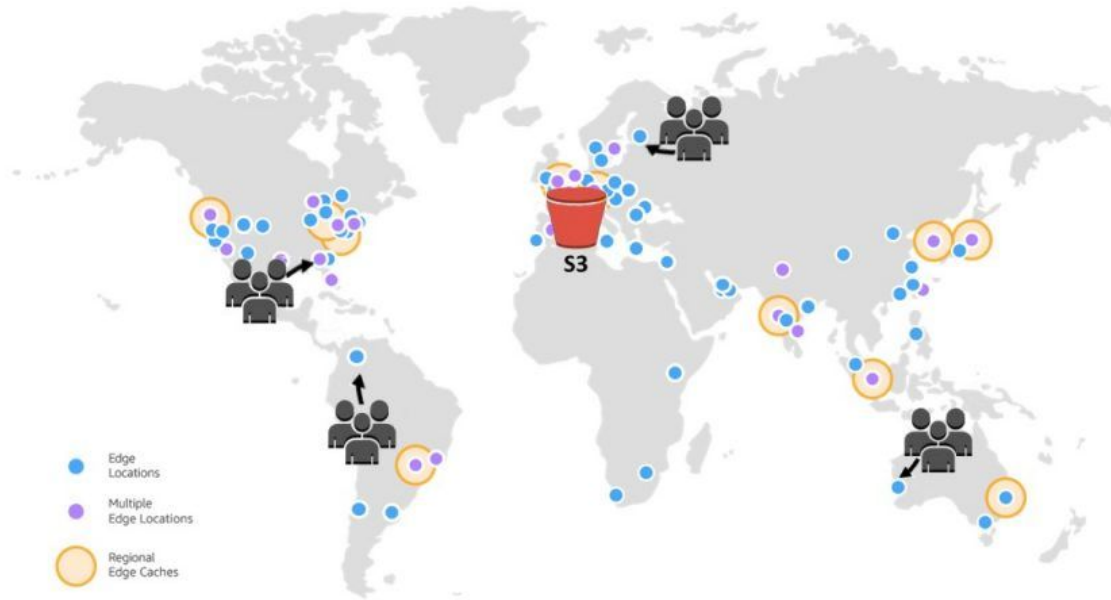 S3
Edge
Locations
Multiple
Edge Locations
Regional
Edge Caches